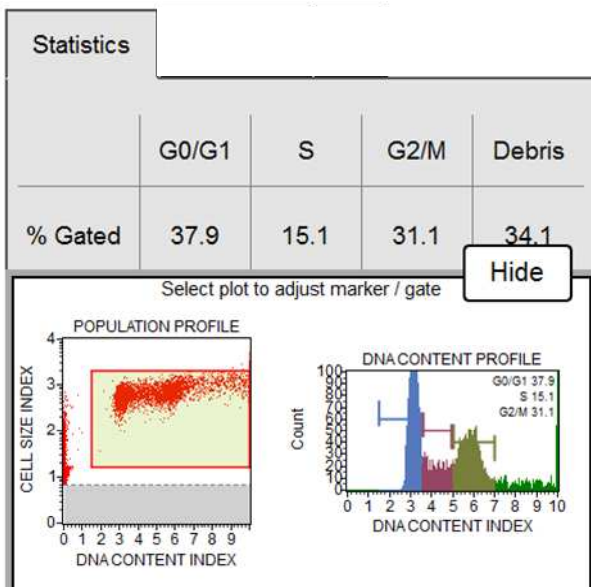 Statistics
G0/G1 S G2/M Debris
% Gated 37.9 15.1 31.1 34.1
Hide
Select plot to adjust marker / gate
POPULATION PROFILE
4
3
2
1
0
CELL SIZE INDEX
0 1 2 3 4 5 6 7 8 9
DNA CONTENT INDEX
DNA CONTENT PROFILE
G0/G1 37.9
S 15.1
G2/M 31.1
100
90
80
70
60
50
40
30
20
10
0
Count
0 1 2 3 4 5 6 7 8 9 10
DNA CONTENT INDEX